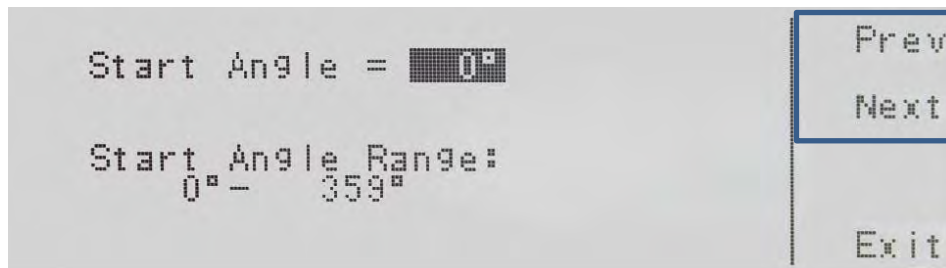 Start Angle = 0°
Prev
Next
Start Angle Range:
0°– 359°
Exit